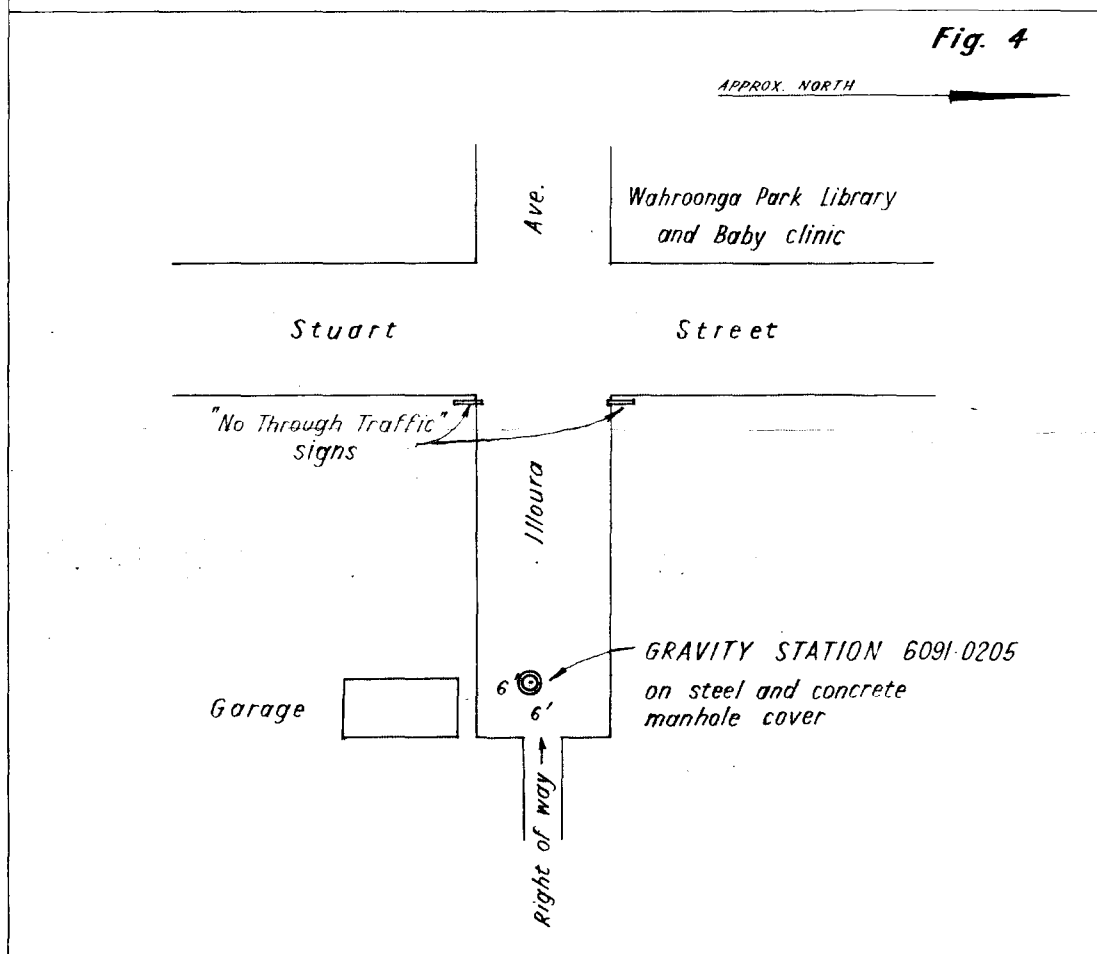 Fig. 4
APPROX. NORTH
Ave.
Wahroonga Park Library
and Baby clinic
Stuart
Street
"No Through Traffic"
signs
Illoura
GRAVITY STATION 6091·0205
on steel and concrete
manhole cover
6'
6'
Garage
Right of way